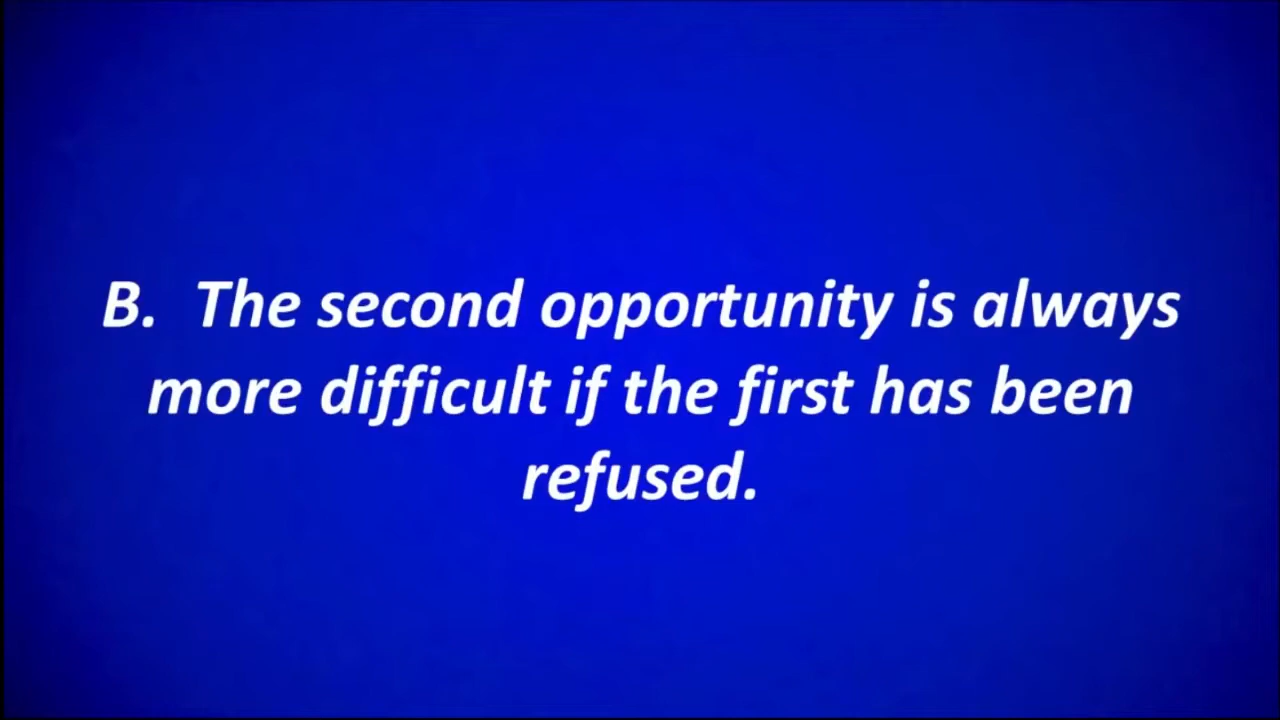 B.  The second opportunity is always
more difficult if the first has been
refused.